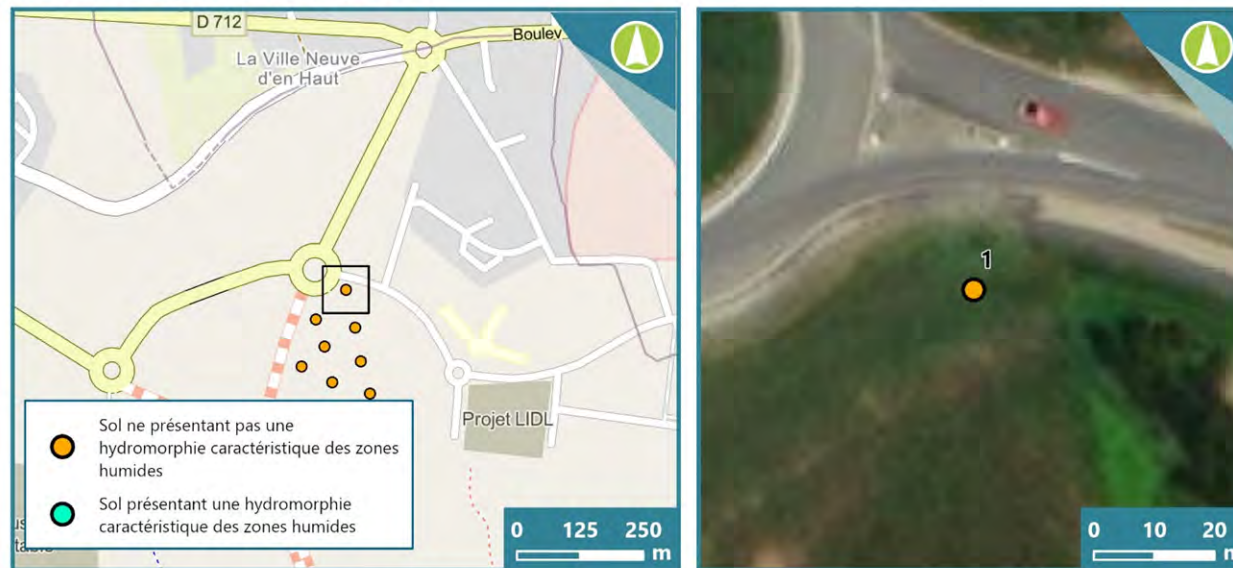 D 712
Boulev
La Ville Neuve
d'en Haut
Projet LIDL
Sol ne présentant pas une
hydromorphie caractéristique des zones
humides
Sol présentant une hydromorphie
caractéristique des zones humides
0 125 250
m
1
0 10 20
m